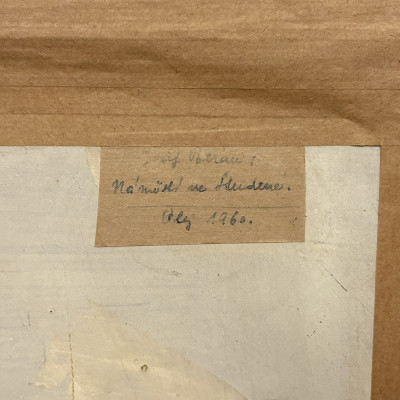 Náměstí ve Studené.
Olej 1960.